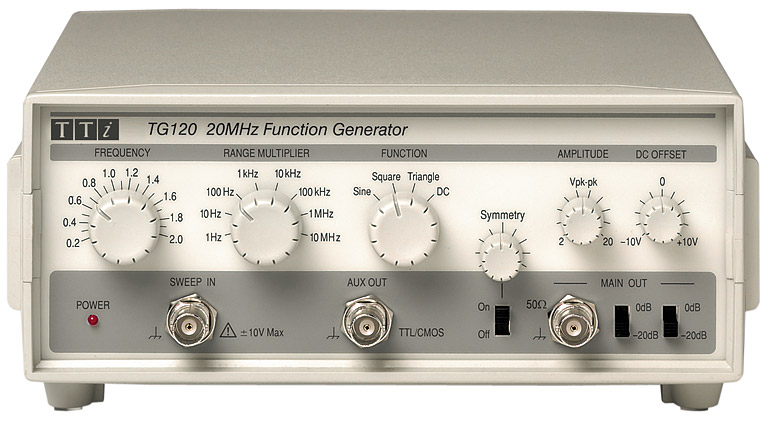 TTi TG120 20MHz Function Generator
FREQUENCY RANGE MULTIPLIER FUNCTION AMPLITUDE DC OFFSET
0.2 0.4 0.6 0.8 1.0 1.2 1.4 1.6 1.8 2.0
1Hz 10Hz 100Hz 1kHz 10kHz 100kHz 1MHz 10MHz
Sine Square Triangle DC
Symmetry
Vpk-pk
2 20
0
-10V +10V
POWER
SWEEP IN
±10V Max
AUX OUT
TTL/CMOS
On
Off
MAIN OUT
50Ω
0dB
-20dB
0dB
-20dB